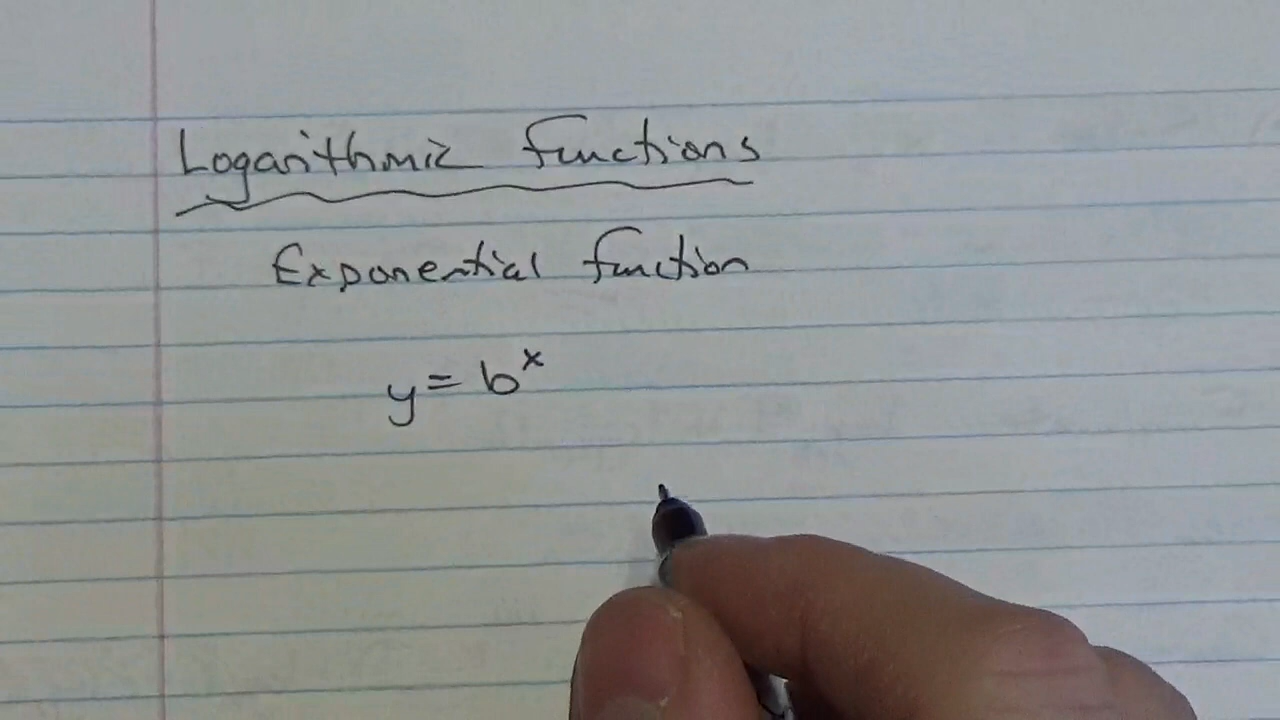 Logarithmic functions
Exponential function
y = b^x